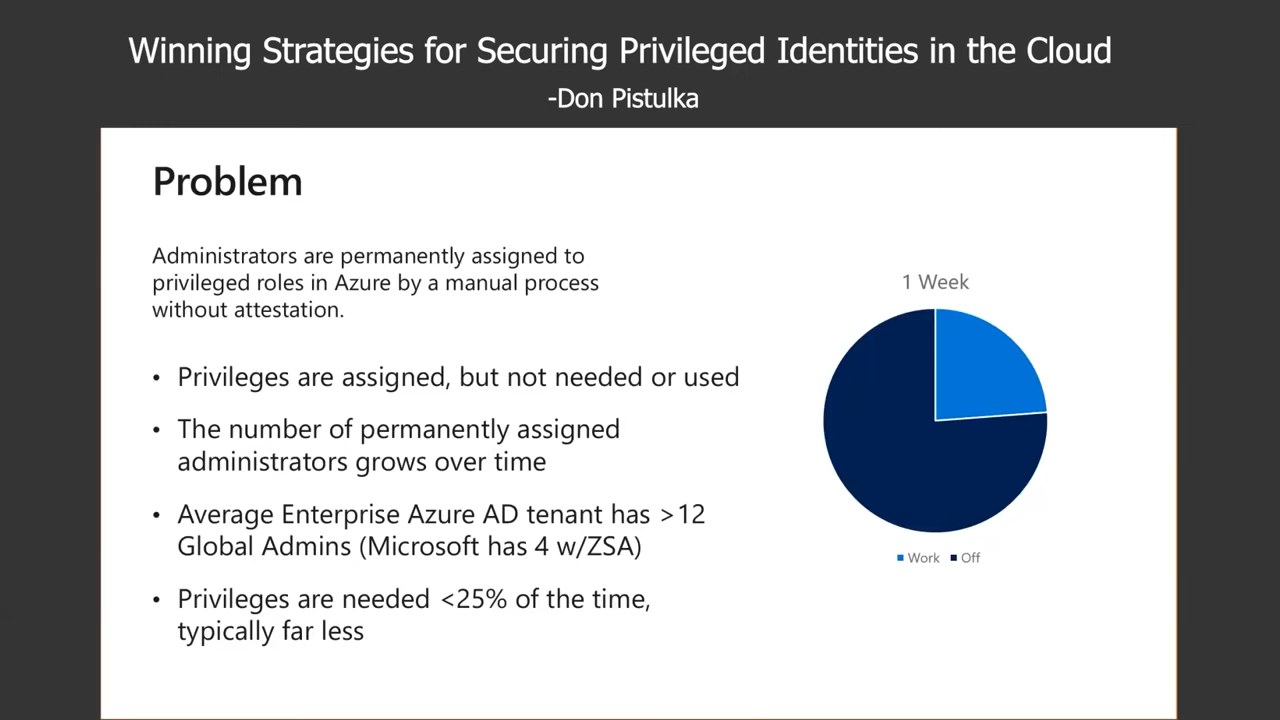 Winning Strategies for Securing Privileged Identities in the Cloud
-Don Pistulka
Problem
Administrators are permanently assigned to
privileged roles in Azure by a manual process
without attestation.
• Privileges are assigned, but not needed or used
• The number of permanently assigned
administrators grows over time
• Average Enterprise Azure AD tenant has >12
Global Admins (Microsoft has 4 w/ZSA)
• Privileges are needed <25% of the time,
typically far less
1 Week
Work Off